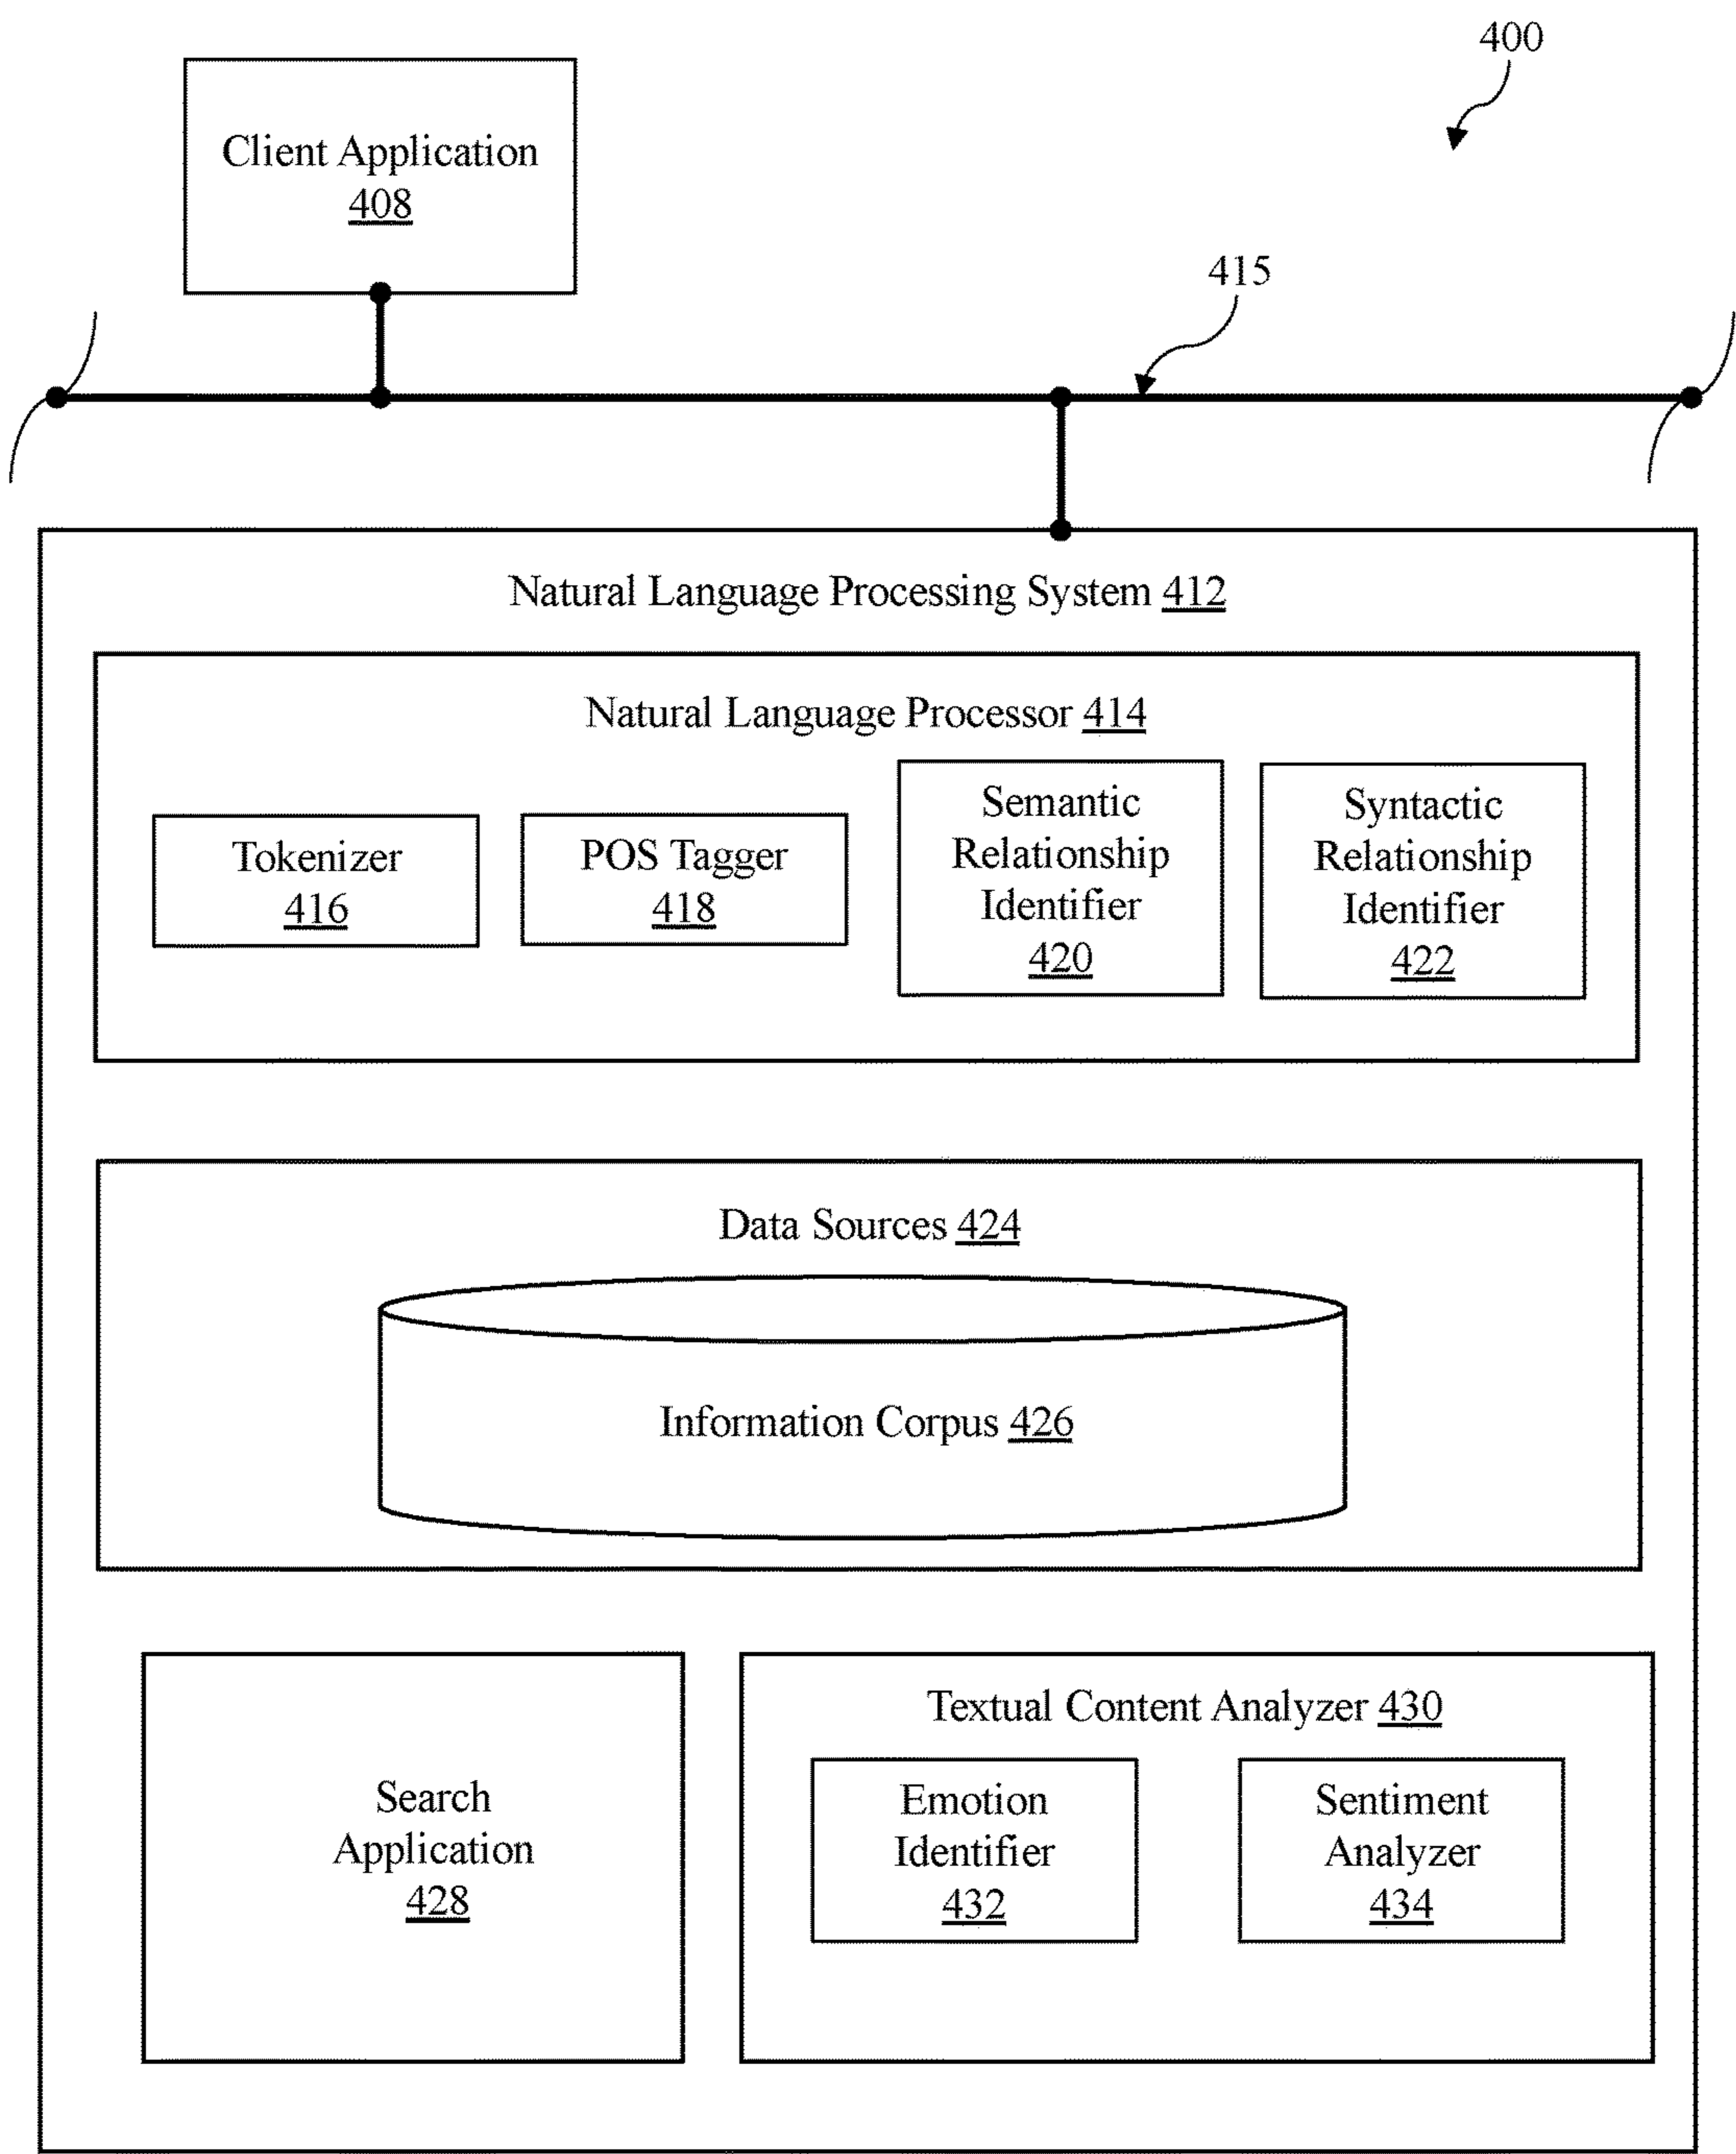 400
Client Application
408
415
Natural Language Processing System 412
Natural Language Processor 414
Tokenizer
416
POS Tagger
418
Semantic
Relationship
Identifier
420
Syntactic
Relationship
Identifier
422
Data Sources 424
Information Corpus 426
Search
Application
428
Textual Content Analyzer 430
Emotion
Identifier
432
Sentiment
Analyzer
434